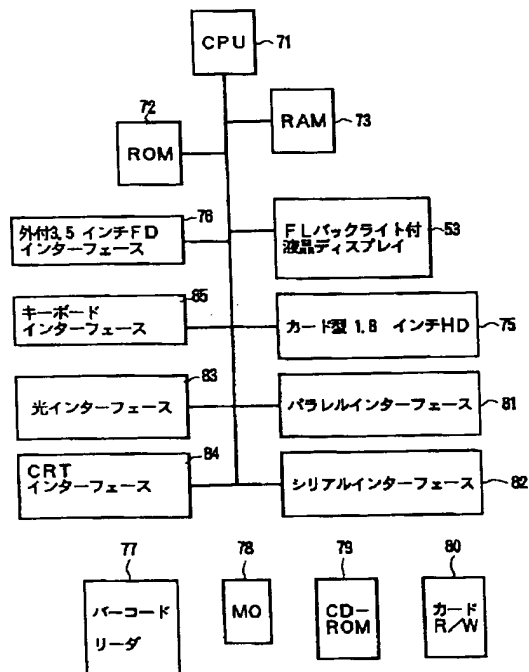 CPU
71
72
ROM
RAM
73
76
外付3.5 インチFD
インターフェース
FLバックライト付
液晶ディスプレイ
53
85
キーボード
インターフェース
カード型 1.8 インチHD
75
83
光インターフェース
パラレルインターフェース
81
84
CRT
インターフェース
シリアルインターフェース
82
77
バーコード
リーダ
78
MO
79
CD-
ROM
80
カード
R/W